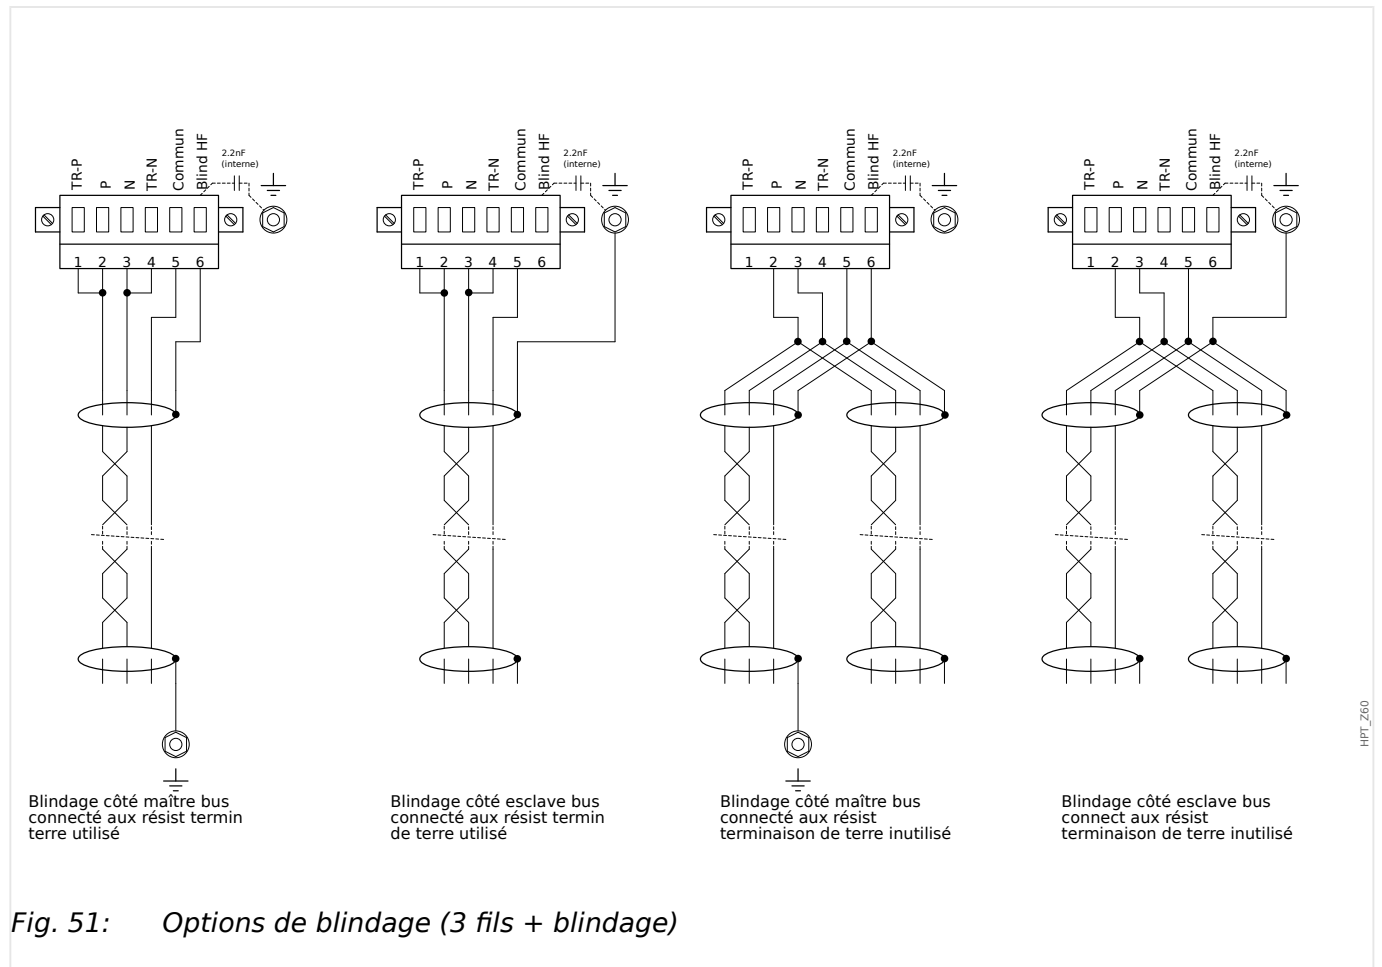 TR-P
P
N
TR-N
Commun
Blind HF
2.2nF
(interne)
1 2 3 4 5 6
TR-P
P
N
TR-N
Commun
Blind HF
2.2nF
(interne)
1 2 3 4 5 6
TR-P
P
N
TR-N
Commun
Blind HF
2.2nF
(interne)
1 2 3 4 5 6
TR-P
P
N
TR-N
Commun
Blind HF
2.2nF
(interne)
1 2 3 4 5 6
HPT_Z60
Blindage côté maître bus
connecté aux résist termin
terre utilisé
Blindage côté esclave bus
connecté aux résist termin
de terre utilisé
Blindage côté maître bus
connecté aux résist
terminaison de terre inutilisé
Blindage côté esclave bus
connect aux résist
terminaison de terre inutilisé
Fig. 51: Options de blindage (3 fils + blindage)